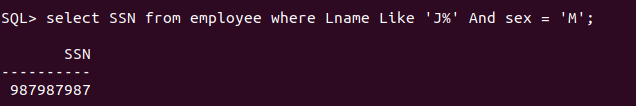 SQL> select SSN from employee where Lname Like 'J%' And sex = 'M';
SSN
----------
987987987